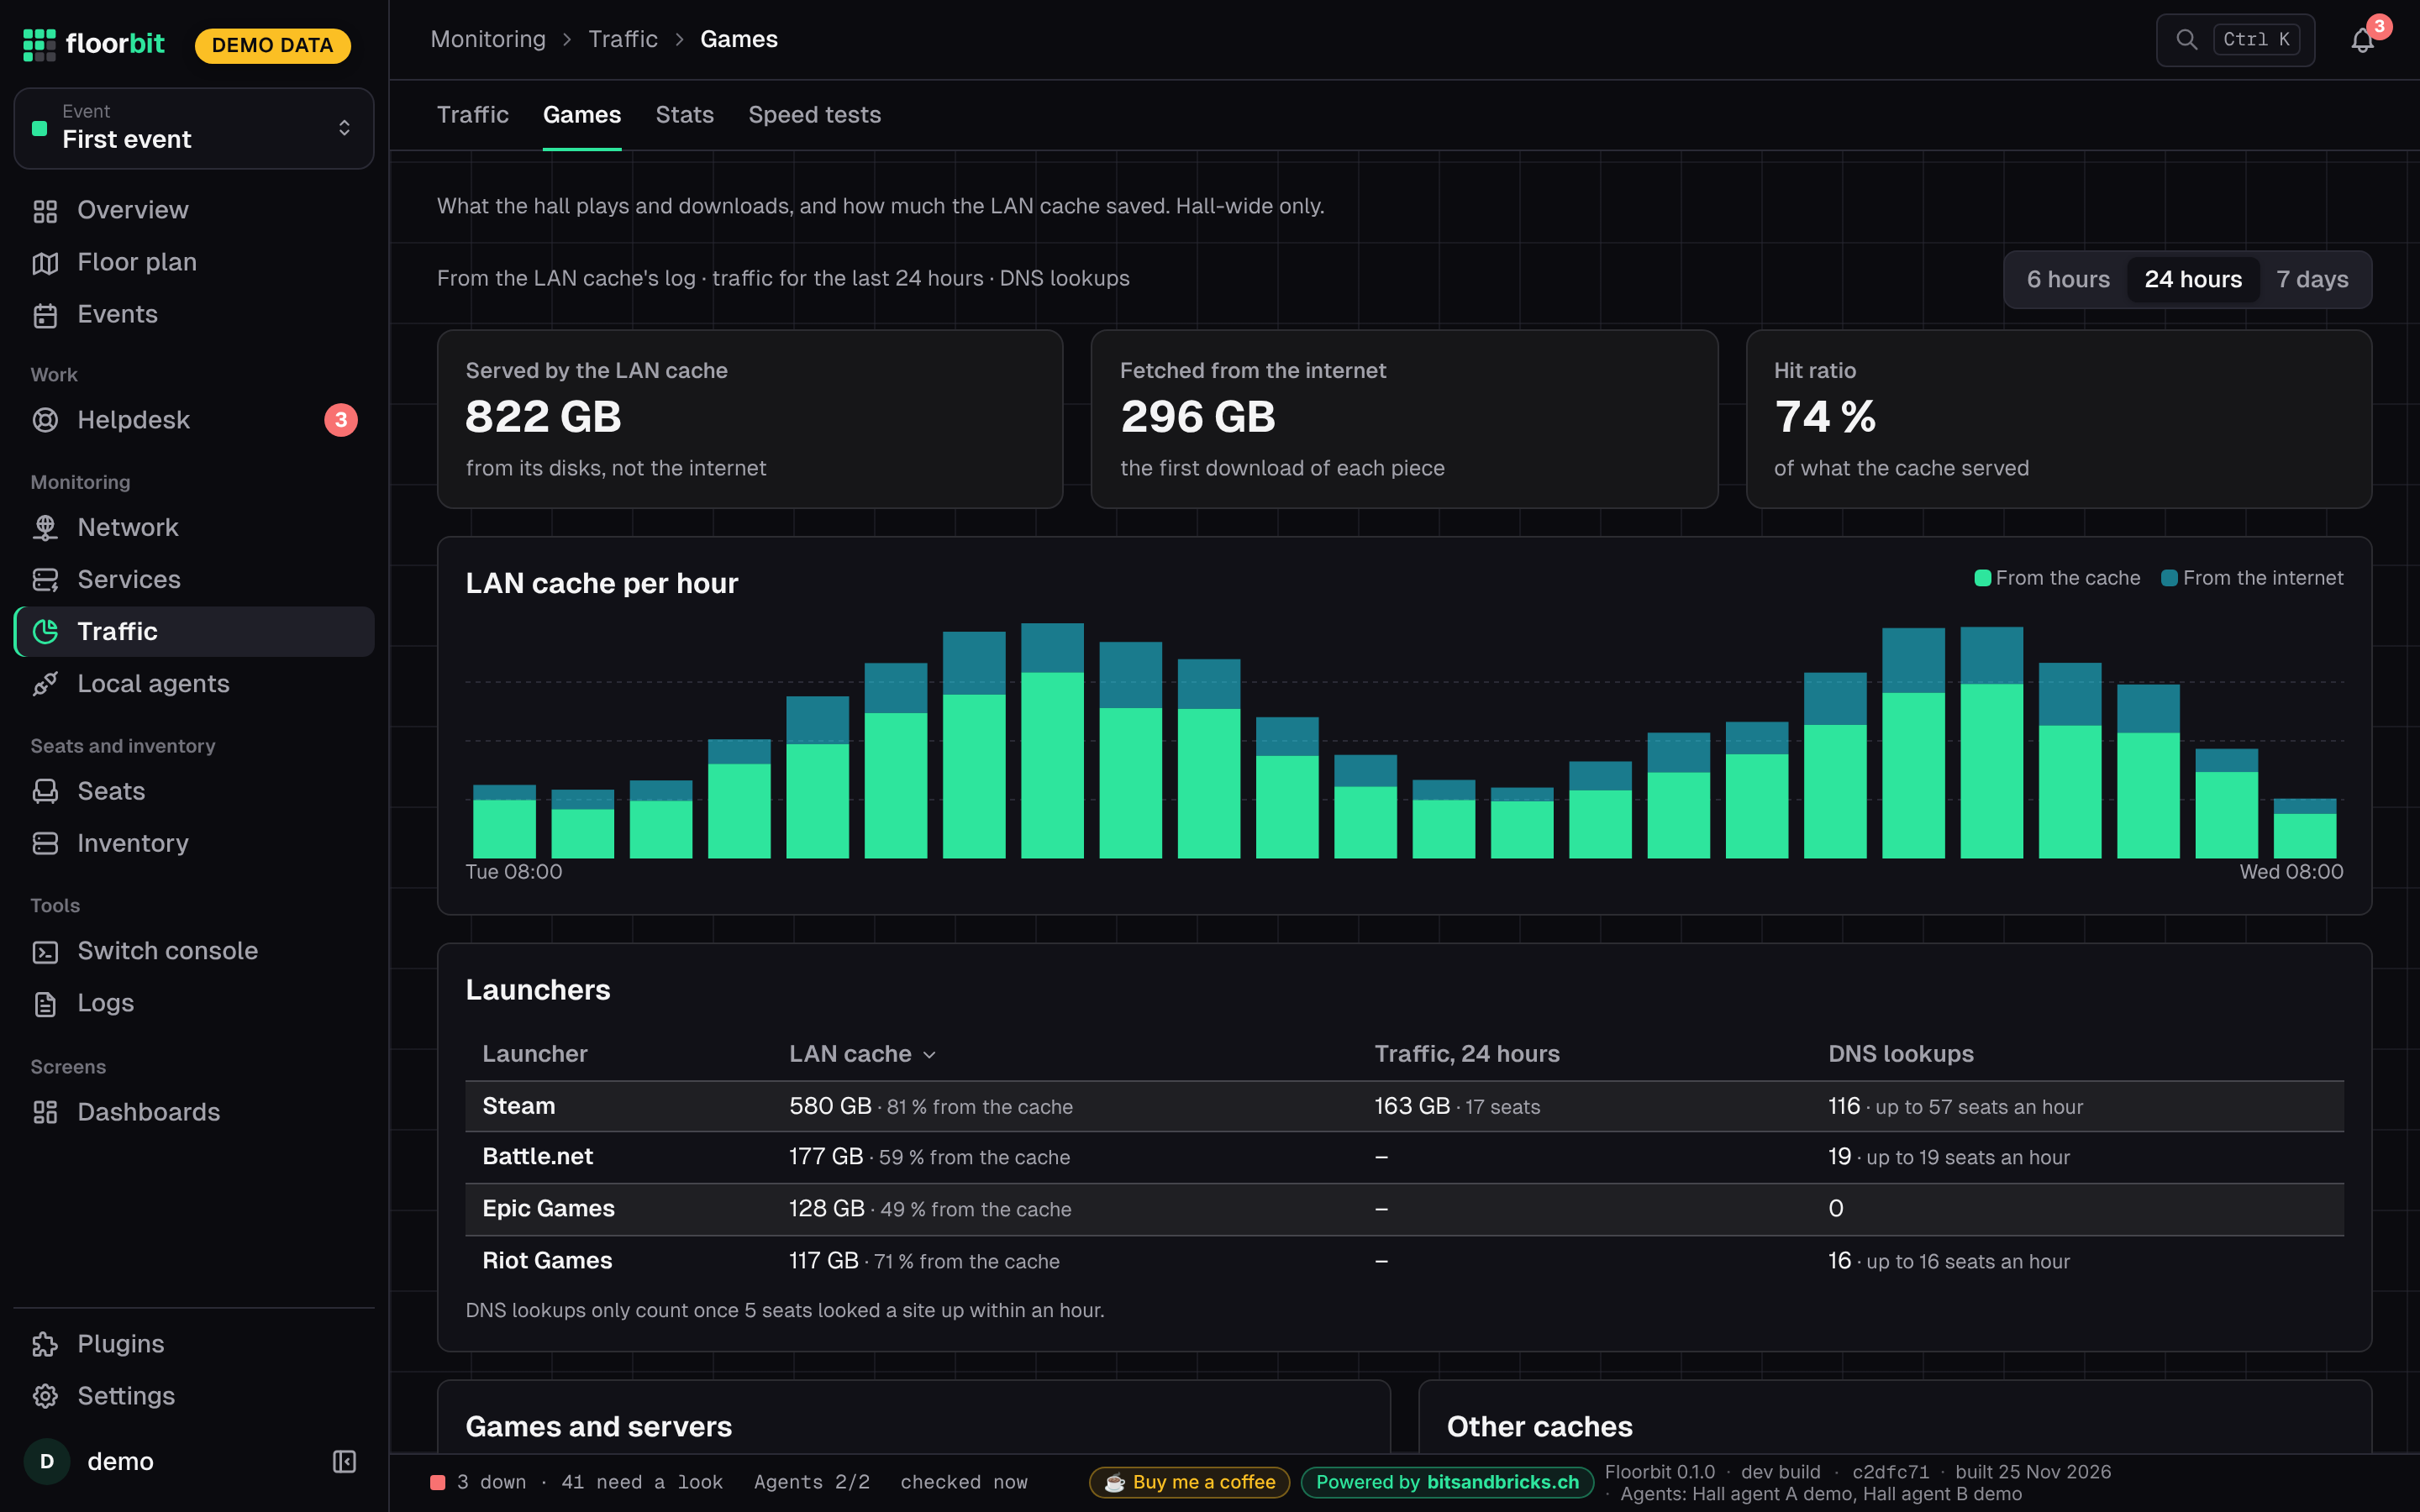 floorbit DEMO DATA
Event
First event
Overview
Floor plan
Events
Work
Helpdesk 3
Monitoring
Network
Services
Traffic
Local agents
Seats and inventory
Seats
Inventory
Tools
Switch console
Logs
Screens
Dashboards
Plugins
Settings
D demo
Monitoring > Traffic > Games
Ctrl K
3
Traffic Games Stats Speed tests
What the hall plays and downloads, and how much the LAN cache saved. Hall-wide only.
From the LAN cache's log · traffic for the last 24 hours · DNS lookups
6 hours 24 hours 7 days
Served by the LAN cache
822 GB
from its disks, not the internet
Fetched from the internet
296 GB
the first download of each piece
Hit ratio
74 %
of what the cache served
LAN cache per hour
From the cache From the internet
Tue 08:00 Wed 08:00
Launchers
Launcher LAN cache Traffic, 24 hours DNS lookups
Steam 580 GB · 81 % from the cache 163 GB · 17 seats 116 · up to 57 seats an hour
Battle.net 177 GB · 59 % from the cache – 19 · up to 19 seats an hour
Epic Games 128 GB · 49 % from the cache – 0
Riot Games 117 GB · 71 % from the cache – 16 · up to 16 seats an hour
DNS lookups only count once 5 seats looked a site up within an hour.
Games and servers
Other caches
3 down · 41 need a look Agents 2/2 checked now
Buy me a coffee
Powered by bitsandbricks.ch
Floorbit 0.1.0 · dev build · c2dfc71 · built 25 Nov 2026
· Agents: Hall agent A demo, Hall agent B demo